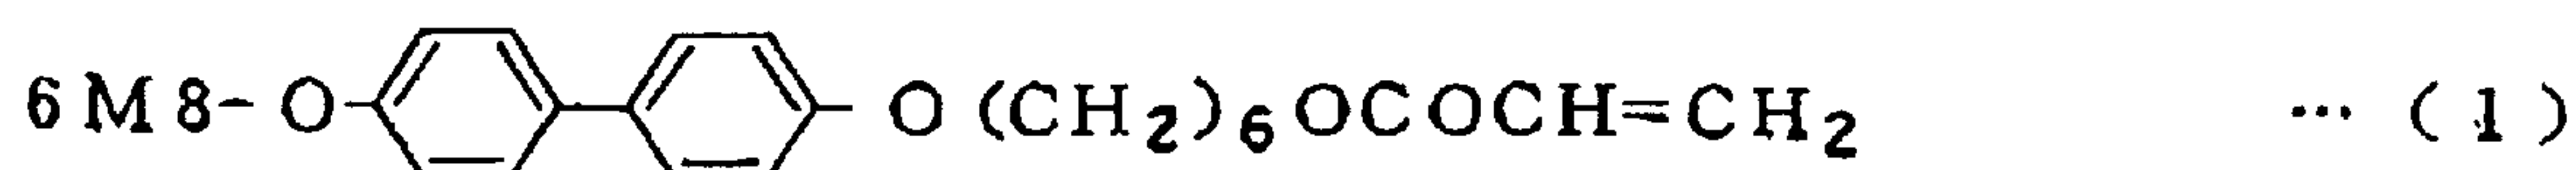 6M8-O- -O(CH2)6OCOCH=CH2 … (1)